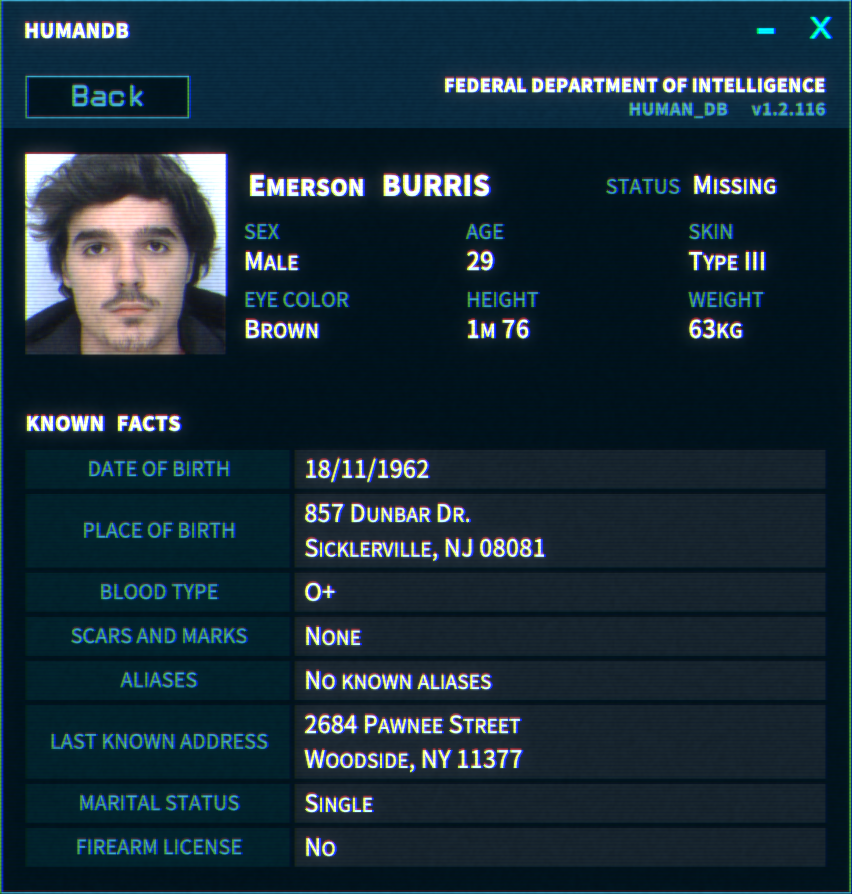 HUMANDB
Back
FEDERAL DEPARTMENT OF INTELLIGENCE
HUMAN_DB v1.2.116
EMERSON BURRIS
STATUS MISSING
SEX AGE SKIN
MALE 29 TYPE III
EYE COLOR HEIGHT WEIGHT
BROWN 1M 76 63KG
KNOWN FACTS
DATE OF BIRTH 18/11/1962
PLACE OF BIRTH 857 DUNBAR DR.
SICKLERVILLE, NJ 08081
BLOOD TYPE O+
SCARS AND MARKS NONE
ALIASES NO KNOWN ALIASES
LAST KNOWN ADDRESS 2684 PAWNEE STREET
WOODSIDE, NY 11377
MARITAL STATUS SINGLE
FIREARM LICENSE NO